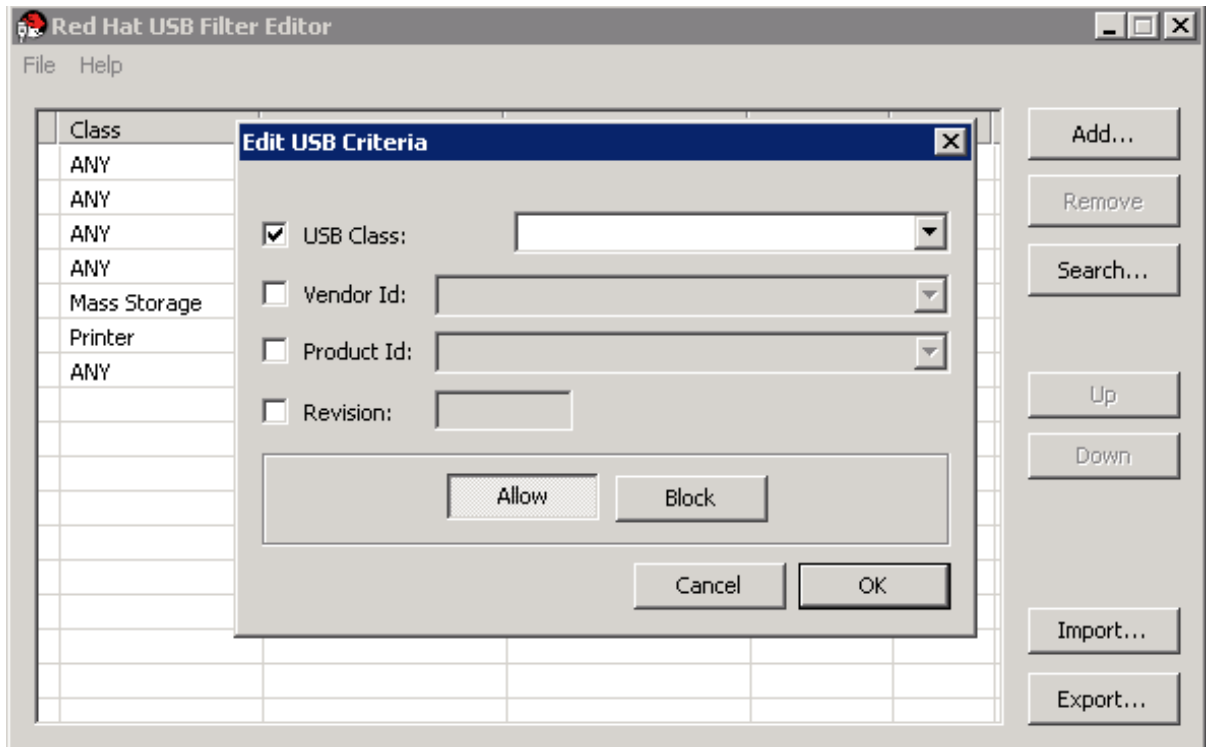 Red Hat USB Filter Editor
File Help
Class
ANY
ANY
ANY
ANY
Mass Storage
Printer
ANY
Edit USB Criteria
USB Class:
Vendor Id:
Product Id:
Revision:
Allow Block
Cancel OK
Add...
Remove
Search...
Up
Down
Import...
Export...